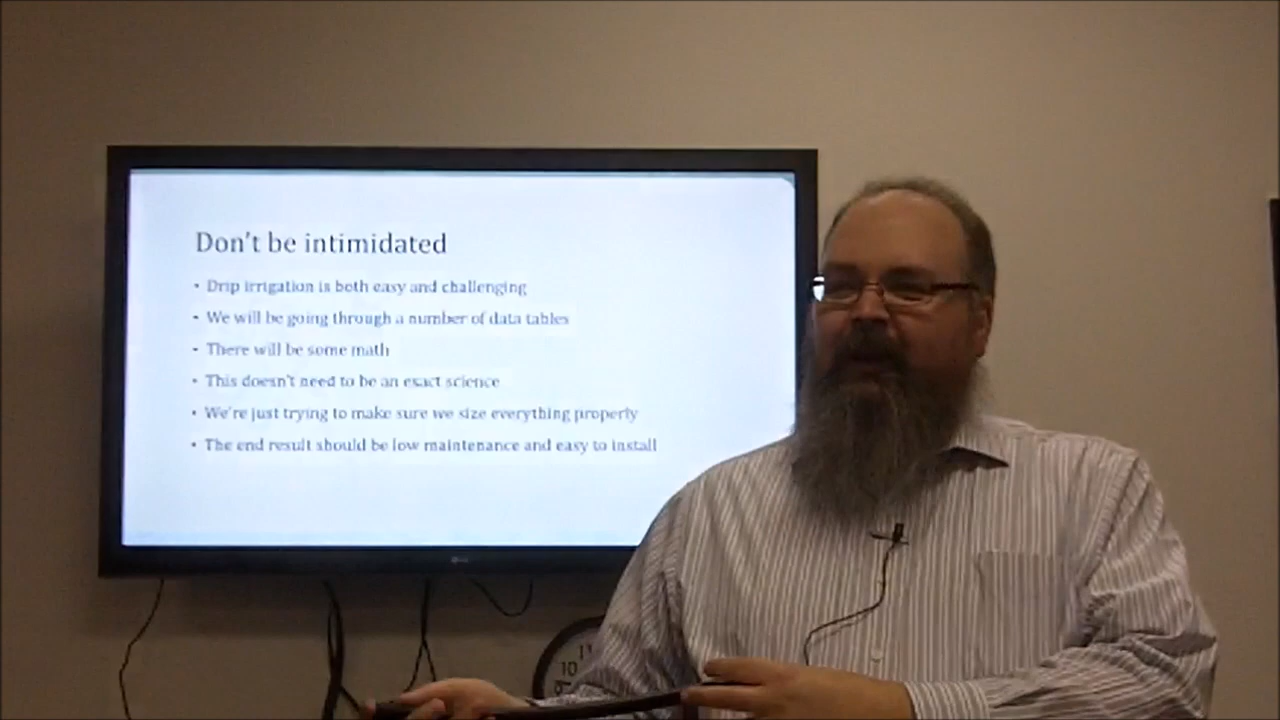 Don't be intimidated
• Drip irrigation is both easy and challenging
• We will be going through a number of data tables
• There will be some math
• This doesn't need to be an exact science
• We're just trying to make sure we size everything properly
• The end result should be low maintenance and easy to install
10